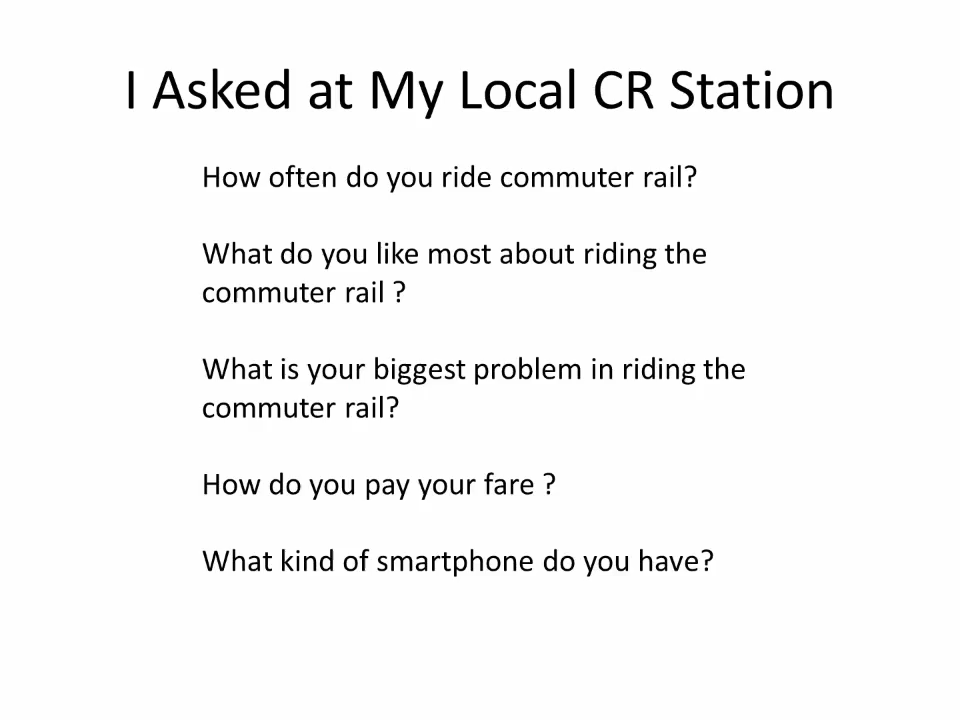 I Asked at My Local CR Station
How often do you ride commuter rail?
What do you like most about riding the
commuter rail ?
What is your biggest problem in riding the
commuter rail?
How do you pay your fare ?
What kind of smartphone do you have?